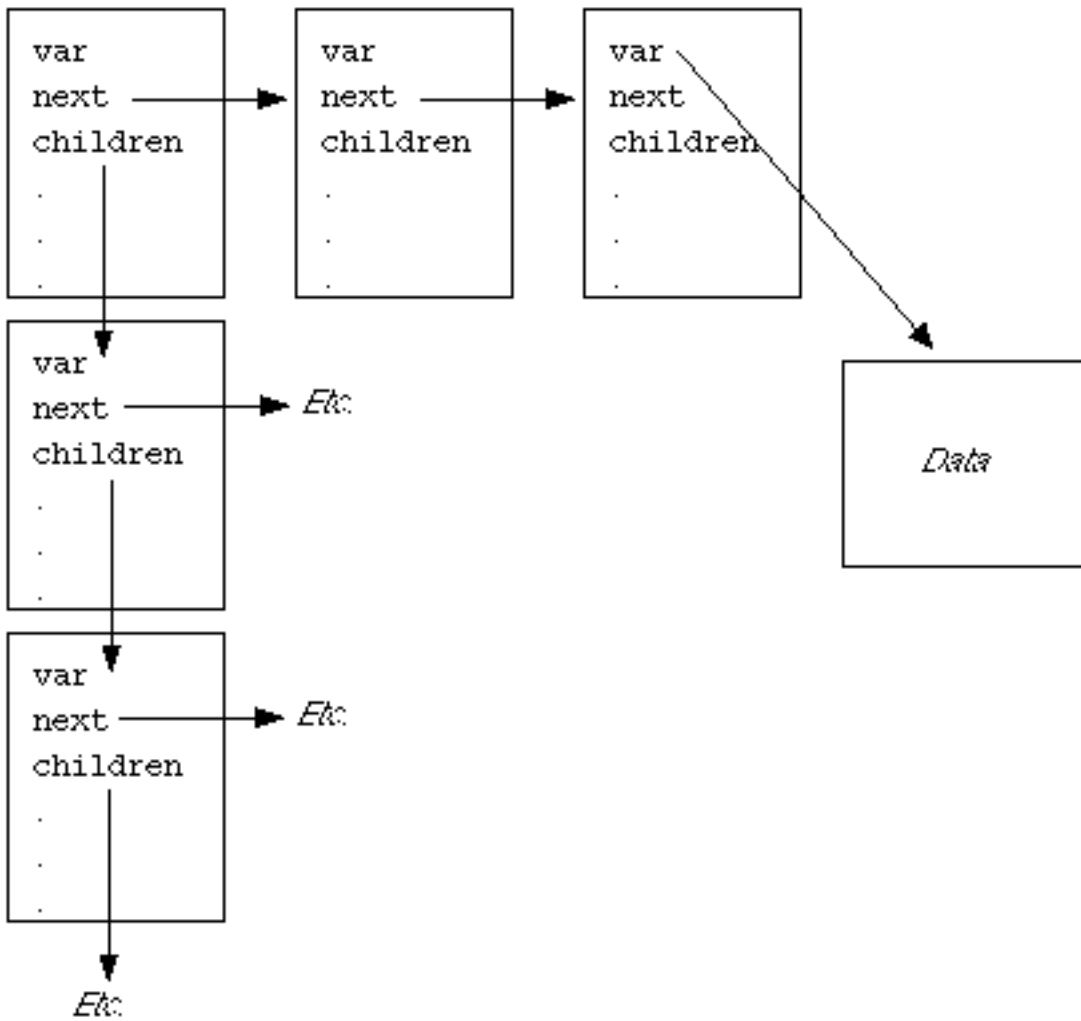 var
next
children
.
.
.
var
next
children
.
.
.
var
next
children
.
.
.
var
next
children
.
.
.
Etc.
Data
var
next
children
.
.
.
Etc.
Etc.